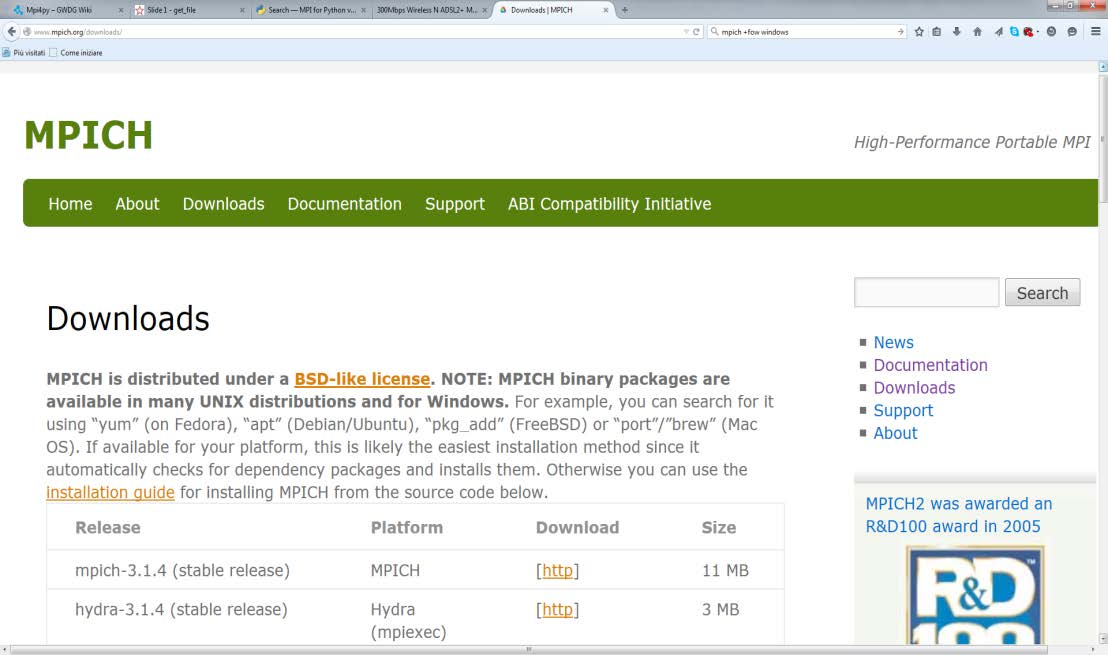 Mpi4py – GWDG Wiki
Slide 1 - get_file
Search — MPI for Python v...
300Mbps Wireless N ADSL2+ M...
Downloads | MPICH
www.mpich.org/downloads/
mpich +fow windows
Più visitati
Come iniziare
MPICH
High-Performance Portable MPI
Home
About
Downloads
Documentation
Support
ABI Compatibility Initiative
Search
Downloads
News
Documentation
Downloads
Support
About
MPICH is distributed under a BSD-like license. NOTE: MPICH binary packages are
available in many UNIX distributions and for Windows. For example, you can search for it
using “yum” (on Fedora), “apt” (Debian/Ubuntu), “pkg_add” (FreeBSD) or “port”/”brew” (Mac
OS). If available for your platform, this is likely the easiest installation method since it
automatically checks for dependency packages and installs them. Otherwise you can use the
installation guide for installing MPICH from the source code below.
Release Platform Download Size
mpich-3.1.4 (stable release) MPICH [http] 11 MB
hydra-3.1.4 (stable release) Hydra [http] 3 MB
(mpiexec)
MPICH2 was awarded an
R&D100 award in 2005
R&D
100